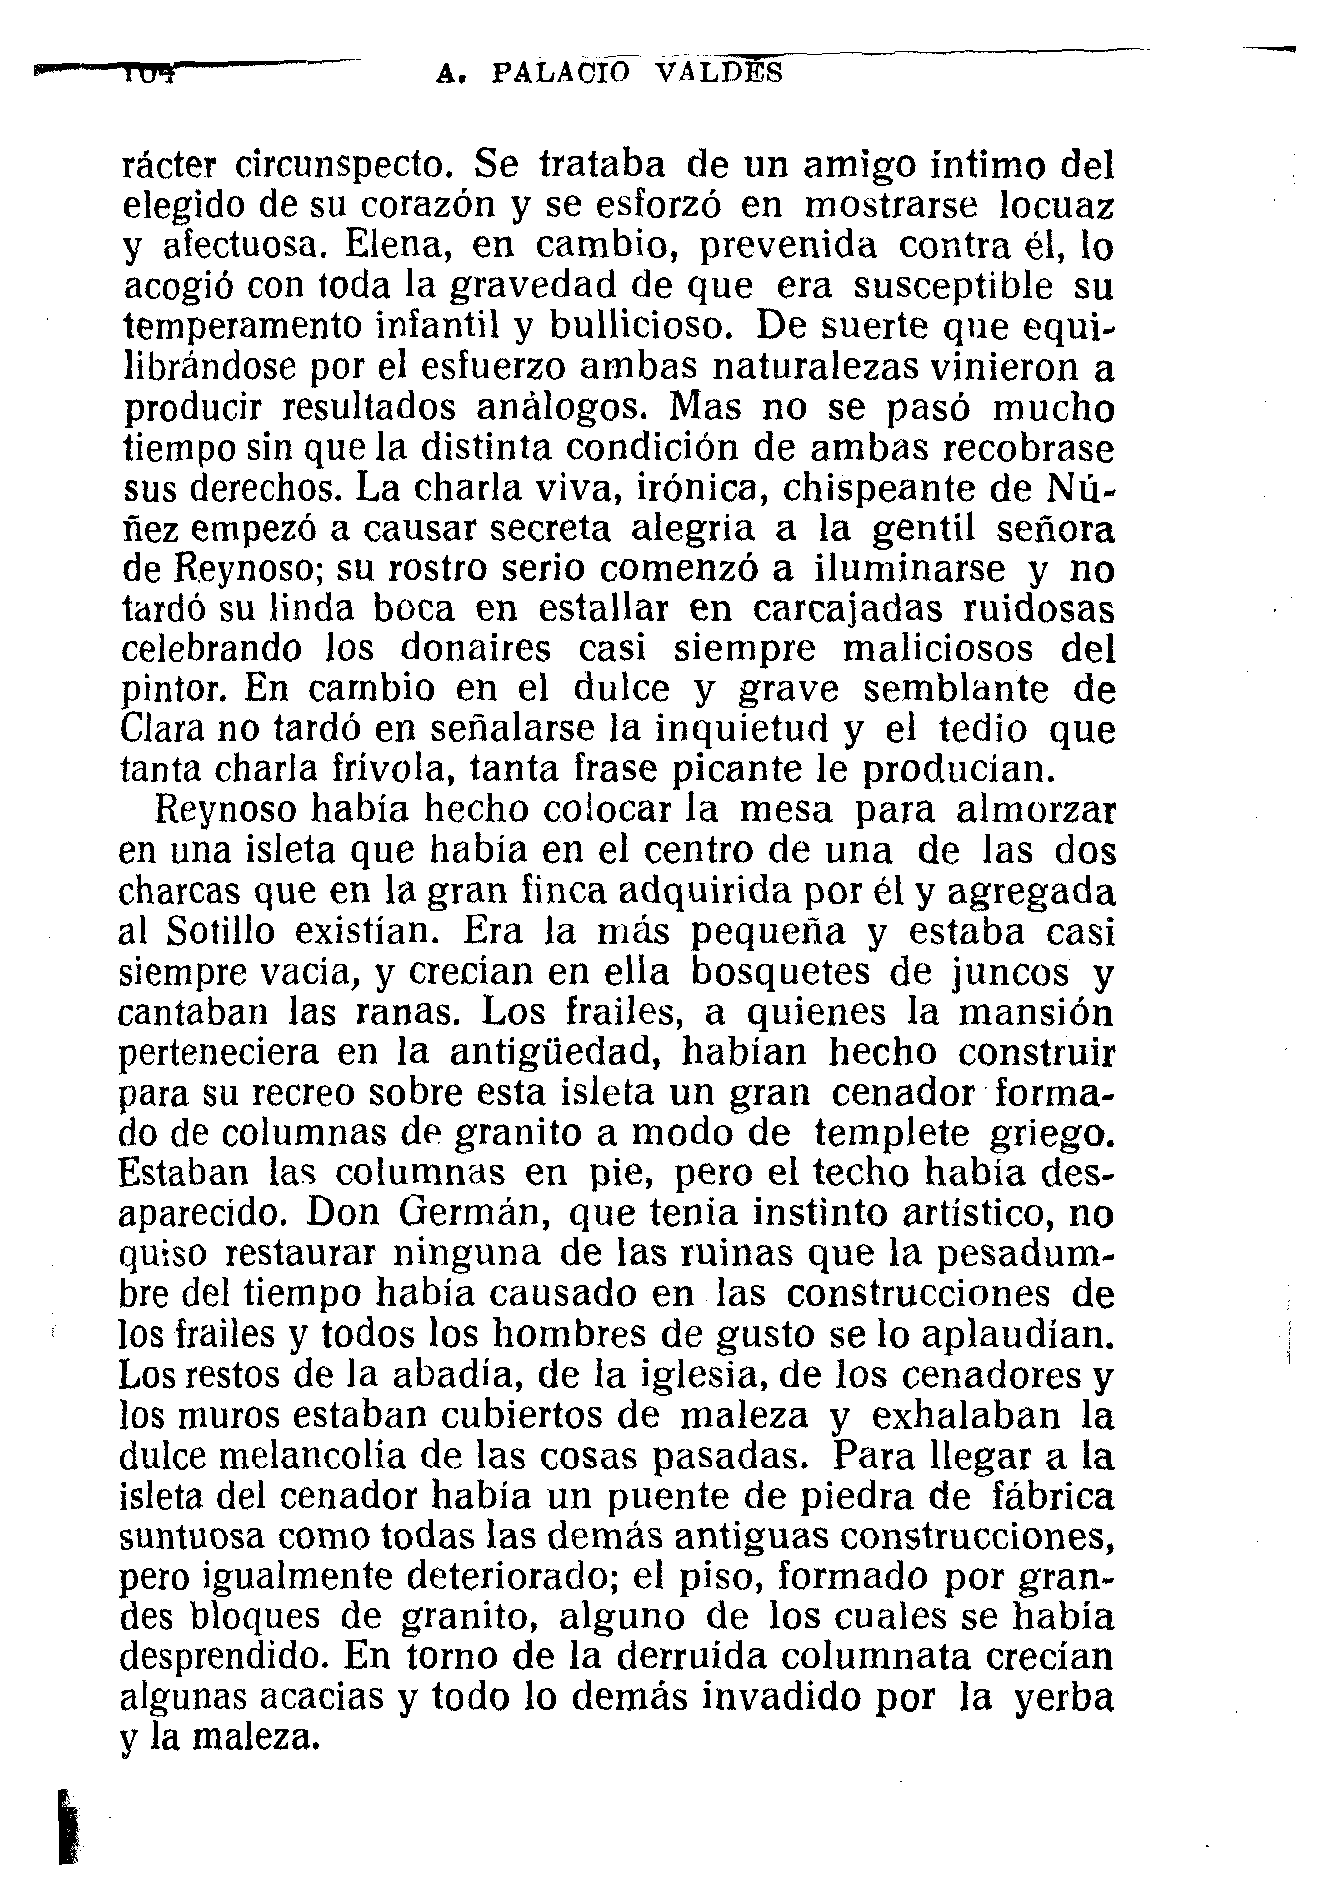 104 A. PALACIO VALDÉS
rácter circunspecto. Se trataba de un amigo íntimo del
elegido de su corazón y se esforzó en mostrarse locuaz
y afectuosa. Elena, en cambio, prevenida contra él, lo
acogió con toda la gravedad de que era susceptible su
temperamento infantil y bullicioso. De suerte que equi-
librándose por el esfuerzo ambas naturalezas vinieron a
producir resultados análogos. Mas no se pasó mucho
tiempo sin que la distinta condición de ambas recobrase
sus derechos. La charla viva, irónica, chispeante de Nú-
ñez empezó a causar secreta alegria a la gentil señora
de Reynoso; su rostro serio comenzó a iluminarse y no
tardó su linda boca en estallar en carcajadas ruidosas
celebrando los donaires casi siempre maliciosos del
pintor. En cambio en el dulce y grave semblante de
Clara no tardó en señalarse la inquietud y el tedio que
tanta charla frívola, tanta frase picante le producían.
Reynoso había hecho colocar la mesa para almorzar
en una isleta que había en el centro de una de las dos
charcas que en la gran finca adquirida por él y agregada
al Sotillo existían. Era la más pequeña y estaba casi
siempre vacía, y crecían en ella bosquetes de juncos y
cantaban las ranas. Los frailes, a quienes la mansión
perteneciera en la antigüedad, habían hecho construir
para su recreo sobre esta isleta un gran cenador forma-
do de columnas de granito a modo de templete griego.
Estaban las columnas en pie, pero el techo había des-
aparecido. Don Germán, que tenia instinto artístico, no
quiso restaurar ninguna de las ruinas que la pesadum-
bre del tiempo había causado en las construcciones de
los frailes y todos los hombres de gusto se lo aplaudían.
Los restos de la abadía, de la iglesia, de los cenadores y
los muros estaban cubiertos de maleza y exhalaban la
dulce melancolía de las cosas pasadas. Para llegar a la
isleta del cenador había un puente de piedra de fábrica
suntuosa como todas las demás antiguas construcciones,
pero igualmente deteriorado; el piso, formado por gran-
des bloques de granito, alguno de los cuales se había
desprendido. En torno de la derruída columnata crecían
algunas acacias y todo lo demás invadido por la yerba
y la maleza.